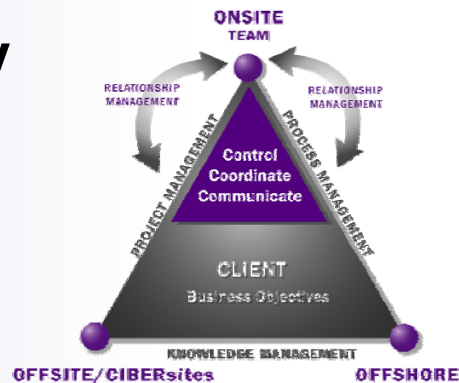 ONSITE
TEAM
RELATIONSHIP
MANAGEMENT
RELATIONSHIP
MANAGEMENT
PROJECT MANAGEMENT
PROCESS MANAGEMENT
Control
Coordinate
Communicate
CLIENT
Business Objectives
KNOWLEDGE MANAGEMENT
OFFSITE/CIBERsites
OFFSHORE